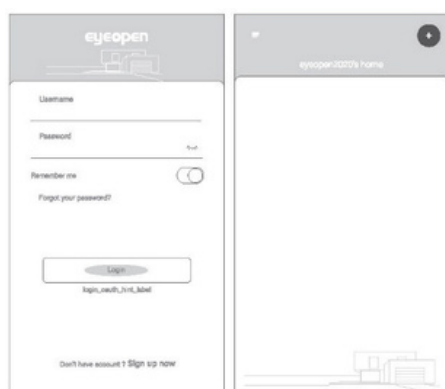 eyeopen
Username
Password
Remember me
Forgot your password?
Login
login_oauth_hint_label
Don't have account ? Sign up now
eyeopen2020's home